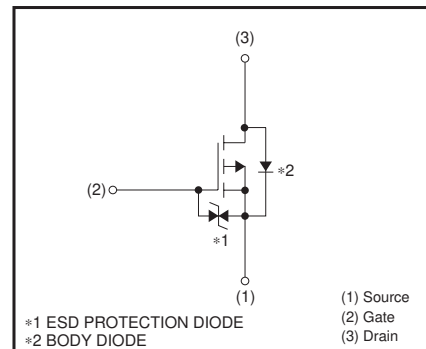 (3)
(2)
∗2
∗1
(1)
∗1 ESD PROTECTION DIODE
∗2 BODY DIODE
(1) Source
(2) Gate
(3) Drain